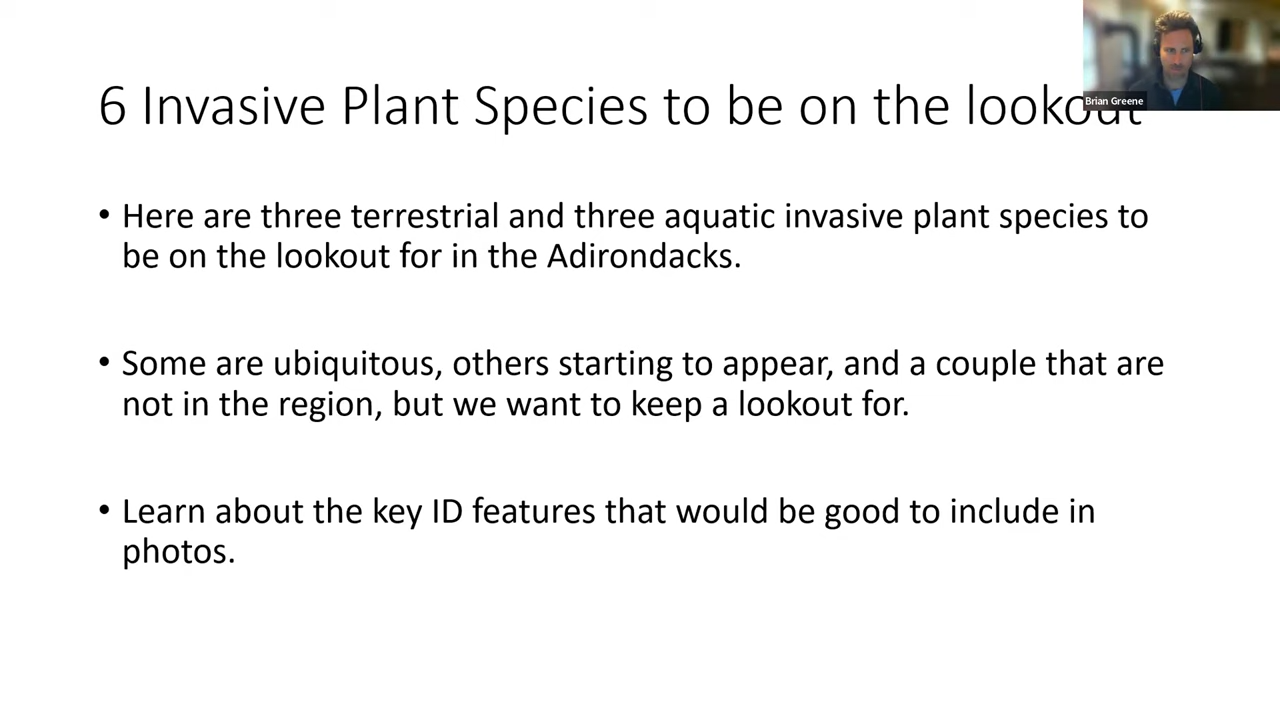 6 Invasive Plant Species to be on the lookout
Brian Greene
• Here are three terrestrial and three aquatic invasive plant species to
be on the lookout for in the Adirondacks.
• Some are ubiquitous, others starting to appear, and a couple that are
not in the region, but we want to keep a lookout for.
• Learn about the key ID features that would be good to include in
photos.